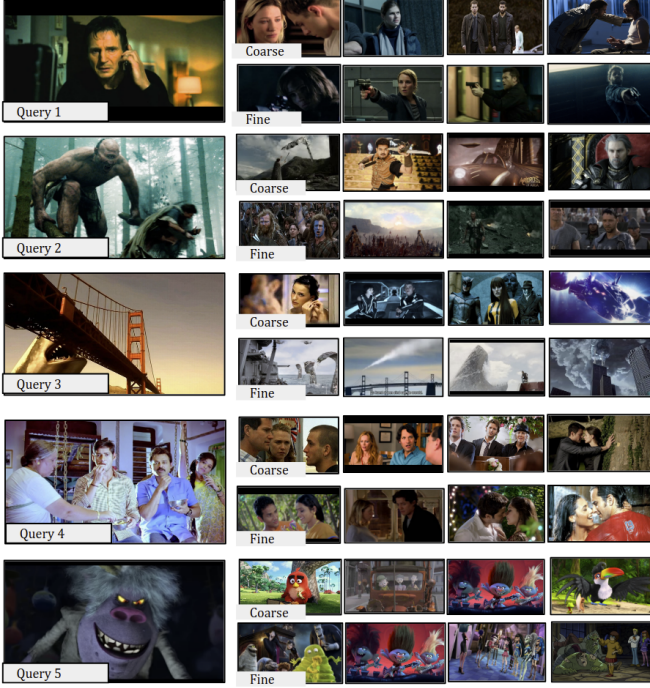 Coarse
Query 1
Fine
Coarse
Query 2
Fine
Coarse
Query 3
Fine
Coarse
Query 4
Fine
Coarse
Query 5
Fine